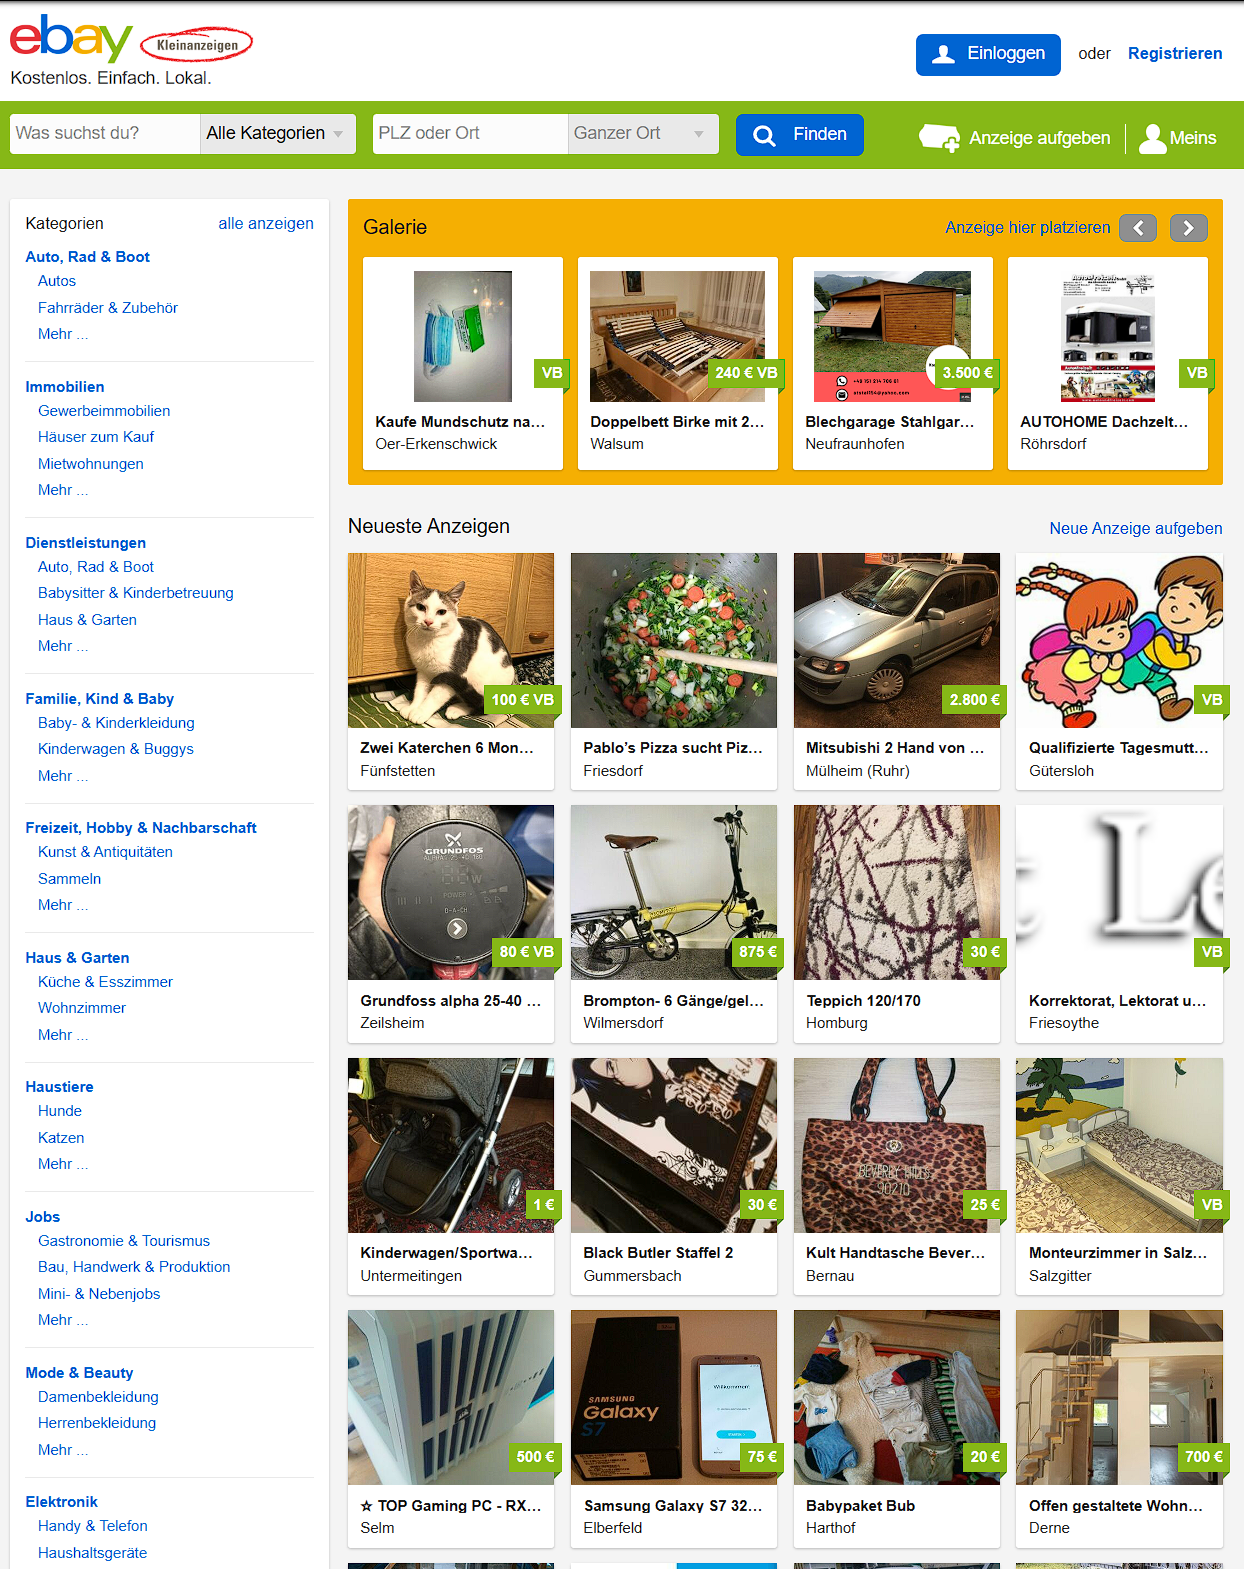 ebay Kleinanzeigen
Kostenlos. Einfach. Lokal.
Einloggen oder Registrieren
Was suchst du? Alle Kategorien PLZ oder Ort Ganzer Ort Finden Anzeige aufgeben Meins
Kategorien alle anzeigen
Auto, Rad & Boot
Autos
Fahrräder & Zubehör
Mehr ...
Immobilien
Gewerbeimmobilien
Häuser zum Kauf
Mietwohnungen
Mehr ...
Dienstleistungen
Auto, Rad & Boot
Babysitter & Kinderbetreuung
Haus & Garten
Mehr ...
Familie, Kind & Baby
Baby- & Kinderkleidung
Kinderwagen & Buggys
Mehr ...
Freizeit, Hobby & Nachbarschaft
Kunst & Antiquitäten
Sammeln
Mehr ...
Haus & Garten
Küche & Esszimmer
Wohnzimmer
Mehr ...
Haustiere
Hunde
Katzen
Mehr ...
Jobs
Gastronomie & Tourismus
Bau, Handwerk & Produktion
Mini- & Nebenjobs
Mehr ...
Mode & Beauty
Damenbekleidung
Herrenbekleidung
Mehr ...
Elektronik
Handy & Telefon
Haushaltsgeräte
Galerie Anzeige hier platzieren
VB
Kaufe Mundschutz na...
Oer-Erkenschwick
240 € VB
Doppelbett Birke mit 2...
Walsum
3.500 €
Blechgarage Stahlgar...
Neufraunhofen
VB
AUTOHOME Dachzelt...
Röhrsdorf
Neueste Anzeigen Neue Anzeige aufgeben
100 € VB
Zwei Katerchen 6 Mon...
Fünfstetten
Pablo’s Pizza sucht Piz...
Friesdorf
2.800 €
Mitsubishi 2 Hand von ...
Mülheim (Ruhr)
VB
Qualifizierte Tagesmutt...
Gütersloh
GRUNDFOS
ALPHA2 25-40 180
POWER
D-A-CH
80 € VB
Grundfoss alpha 25-40 ...
Zeilsheim
875 €
Brompton- 6 Gänge/gel...
Wilmersdorf
30 €
Teppich 120/170
Homburg
t Le
VB
Korrektorat, Lektorat u...
Friesoythe
1 €
Kinderwagen/Sportwa...
Untermeitingen
30 €
Black Butler Staffel 2
Gummersbach
BEVERLY HILLS
90210
25 €
Kult Handtasche Bever...
Bernau
VB
Monteurzimmer in Salz...
Salzgitter
500 €
☆ TOP Gaming PC - RX...
Selm
SAMSUNG
Galaxy
S7
Willkommen!
75 €
Samsung Galaxy S7 32...
Elberfeld
20 €
Babypaket Bub
Harthof
700 €
Offen gestaltete Wohn...
Derne